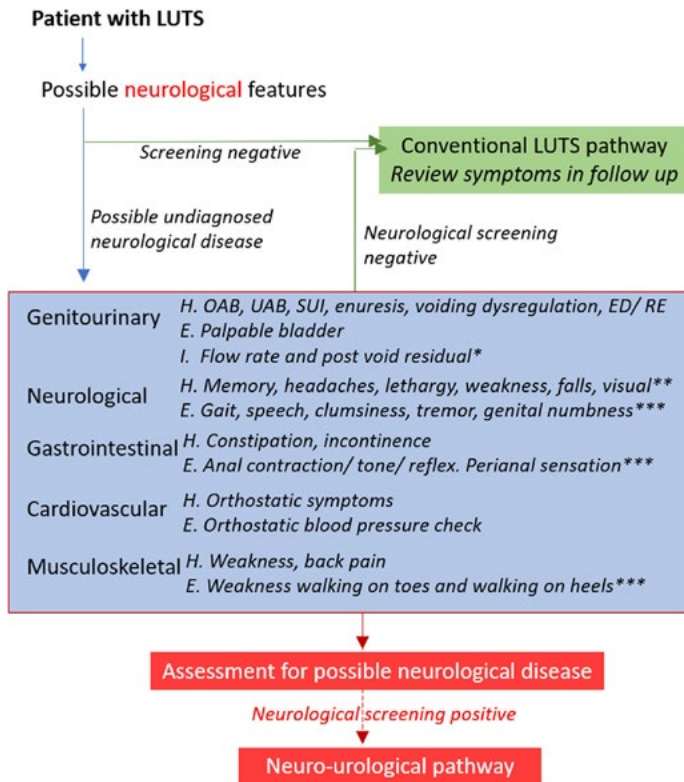 Patient with LUTS
Possible neurological features
Screening negative
Conventional LUTS pathway
Review symptoms in follow up
Possible undiagnosed
neurological disease
Neurological screening
negative
Genitourinary
H. OAB, UAB, SUI, enuresis, voiding dysregulation, ED/ RE
E. Palpable bladder
I. Flow rate and post void residual*
Neurological
H. Memory, headaches, lethargy, weakness, falls, visual**
E. Gait, speech, clumsiness, tremor, genital numbness***
Gastrointestinal
H. Constipation, incontinence
E. Anal contraction/ tone/ reflex. Perianal sensation***
Cardiovascular
H. Orthostatic symptoms
E. Orthostatic blood pressure check
Musculoskeletal
H. Weakness, back pain
E. Weakness walking on toes and walking on heels***
Assessment for possible neurological disease
Neurological screening positive
Neuro-urological pathway